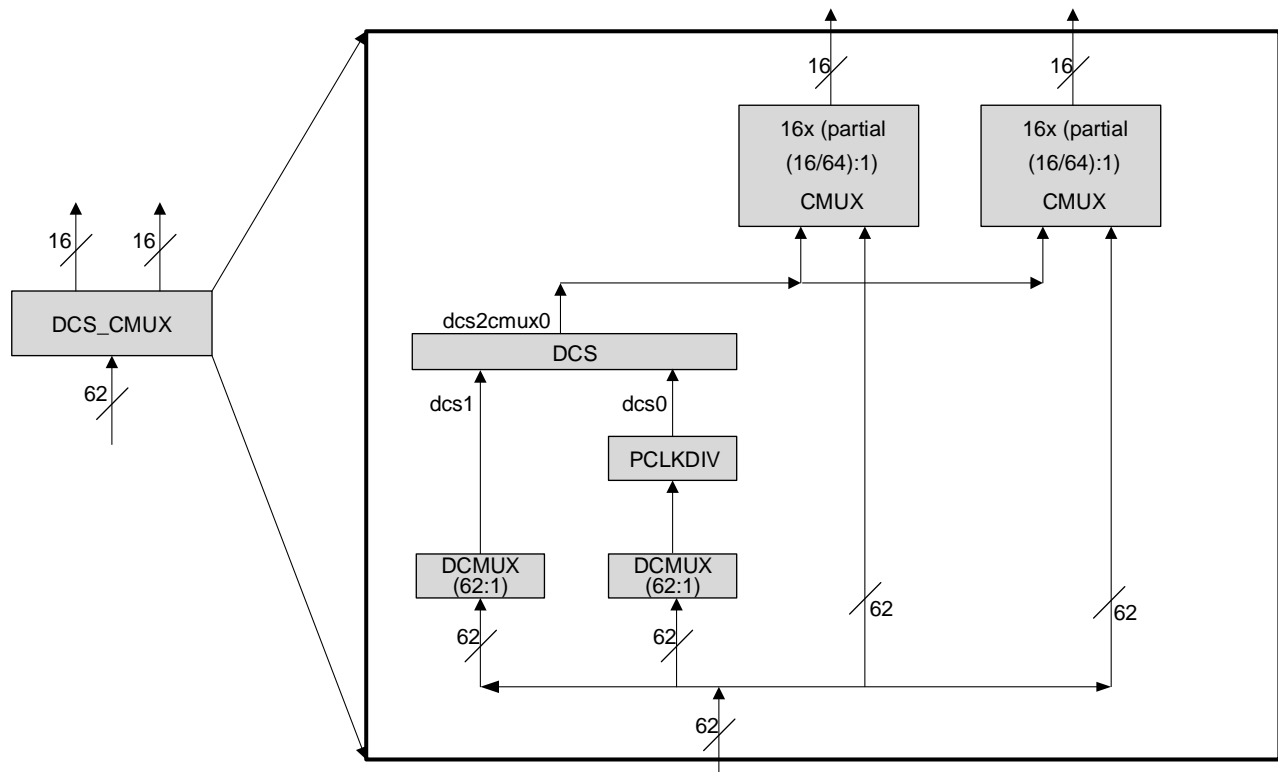 16
16
DCS_CMUX
62
16
16
16x (partial
(16/64):1)
CMUX
16x (partial
(16/64):1)
CMUX
dcs2cmux0
DCS
dcs1
dcs0
PCLKDIV
DCMUX
(62:1)
DCMUX
(62:1)
62
62
62
62
62